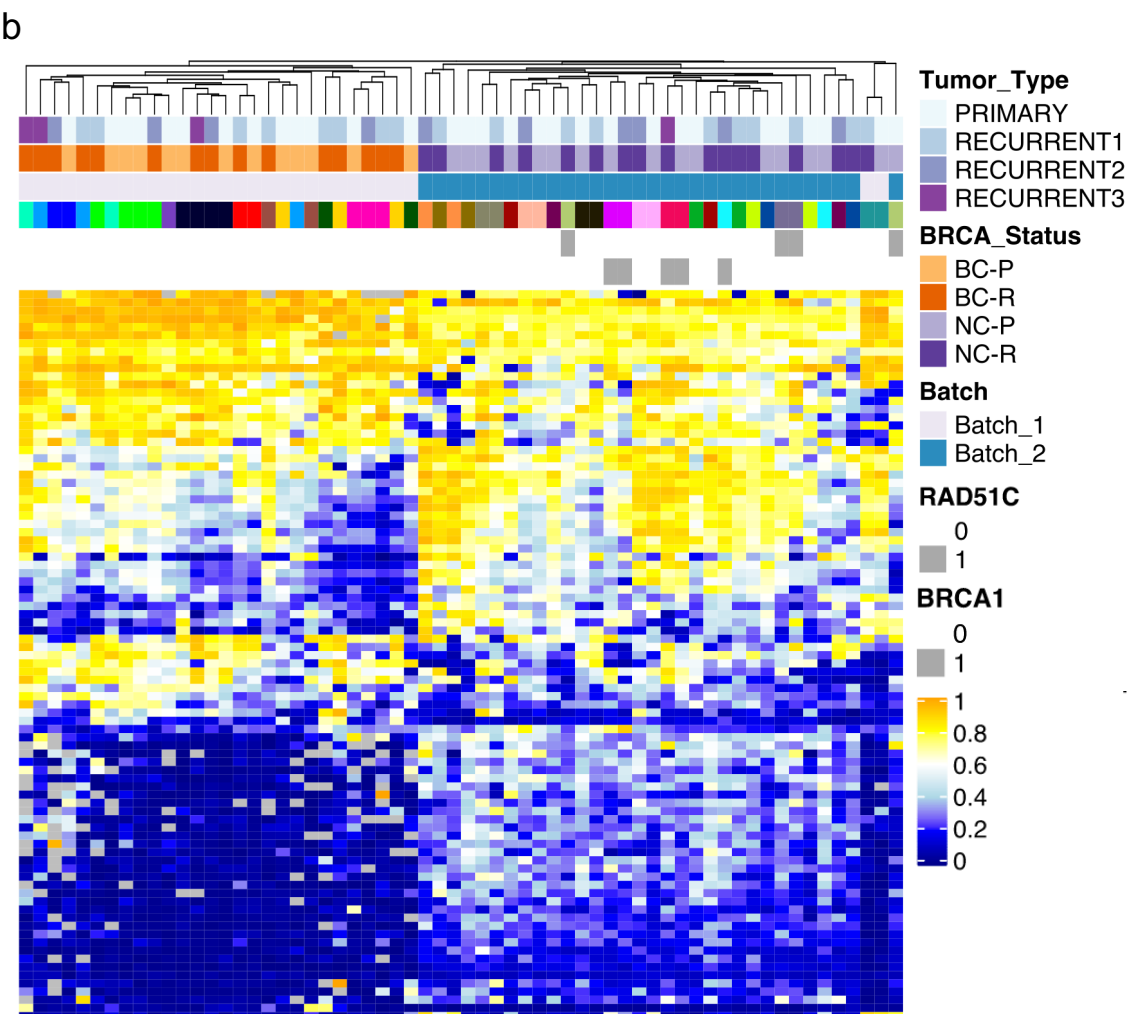 b
Tumor_Type
PRIMARY
RECURRENT1
RECURRENT2
RECURRENT3
BRCA_Status
BC-P
BC-R
NC-P
NC-R
Batch
Batch_1
Batch_2
RAD51C
0
1
BRCA1
0
1
1
0.8
0.6
0.4
0.2
0